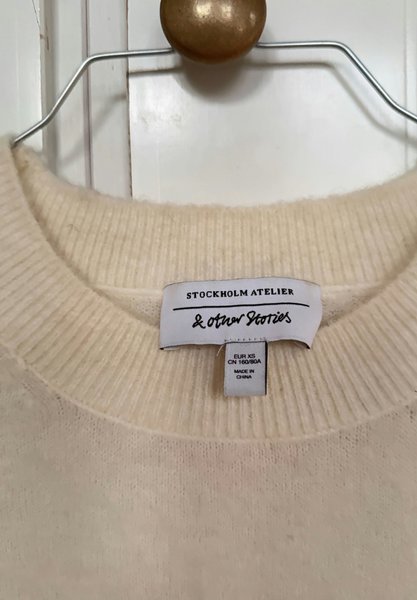 STOCKHOLM ATELIER
& other Stories
EUR XS
CN 160/80A
MADE IN
CHINA